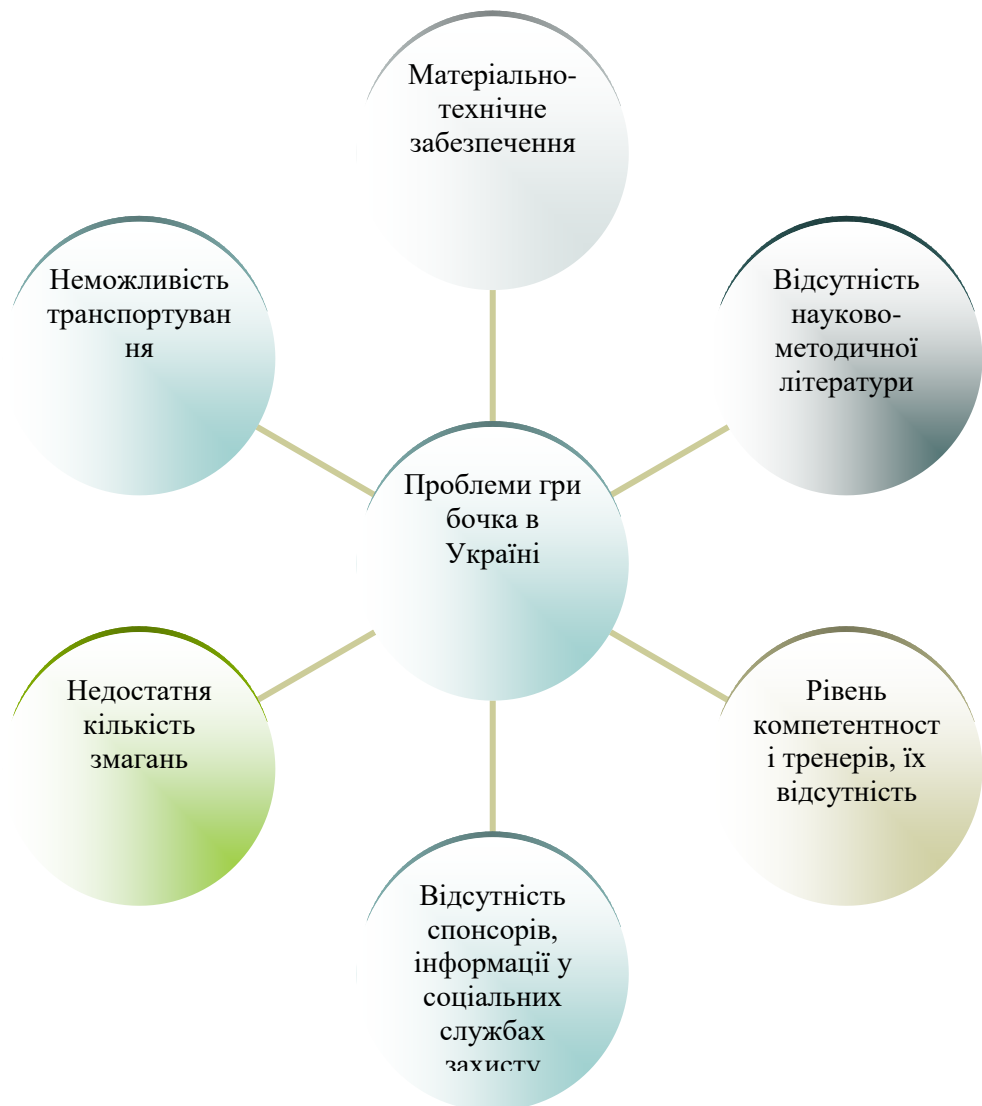 Матеріально-
технічне
забезпечення
Неможливість
транспортуван
ня
Відсутність
науково-
методичної
літератури
Проблеми гри
бочка в
Україні
Недостатня
кількість
змагань
Рівень
компетентност
і тренерів, їх
відсутність
Відсутність
спонсорів,
інформації у
соціальних
службах
захисту